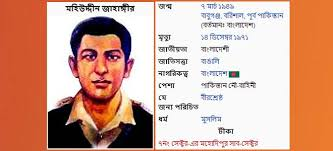 মহিউদ্দীন জাহাঙ্গীর
জন্ম ৭ মার্চ ১৯৪৯
বাবুগঞ্জ, বরিশাল, পূর্ব পাকিস্তান
(বর্তমানঃ বাংলাদেশ)
মৃত্যু ১৪ ডিসেম্বর ১৯৭১
জাতীয়তা বাংলাদেশী
জাতিসত্তা বাঙালি
নাগরিকত্ব বাংলাদেশ
পেশা পাকিস্তান নৌ-বাহিনী
যে বীরশ্রেষ্ঠ
জন্য পরিচিত
ধর্ম মুসলিম
টীকা
৭নং সেক্টর-এর মহোদিপুর সাব-সেক্টর